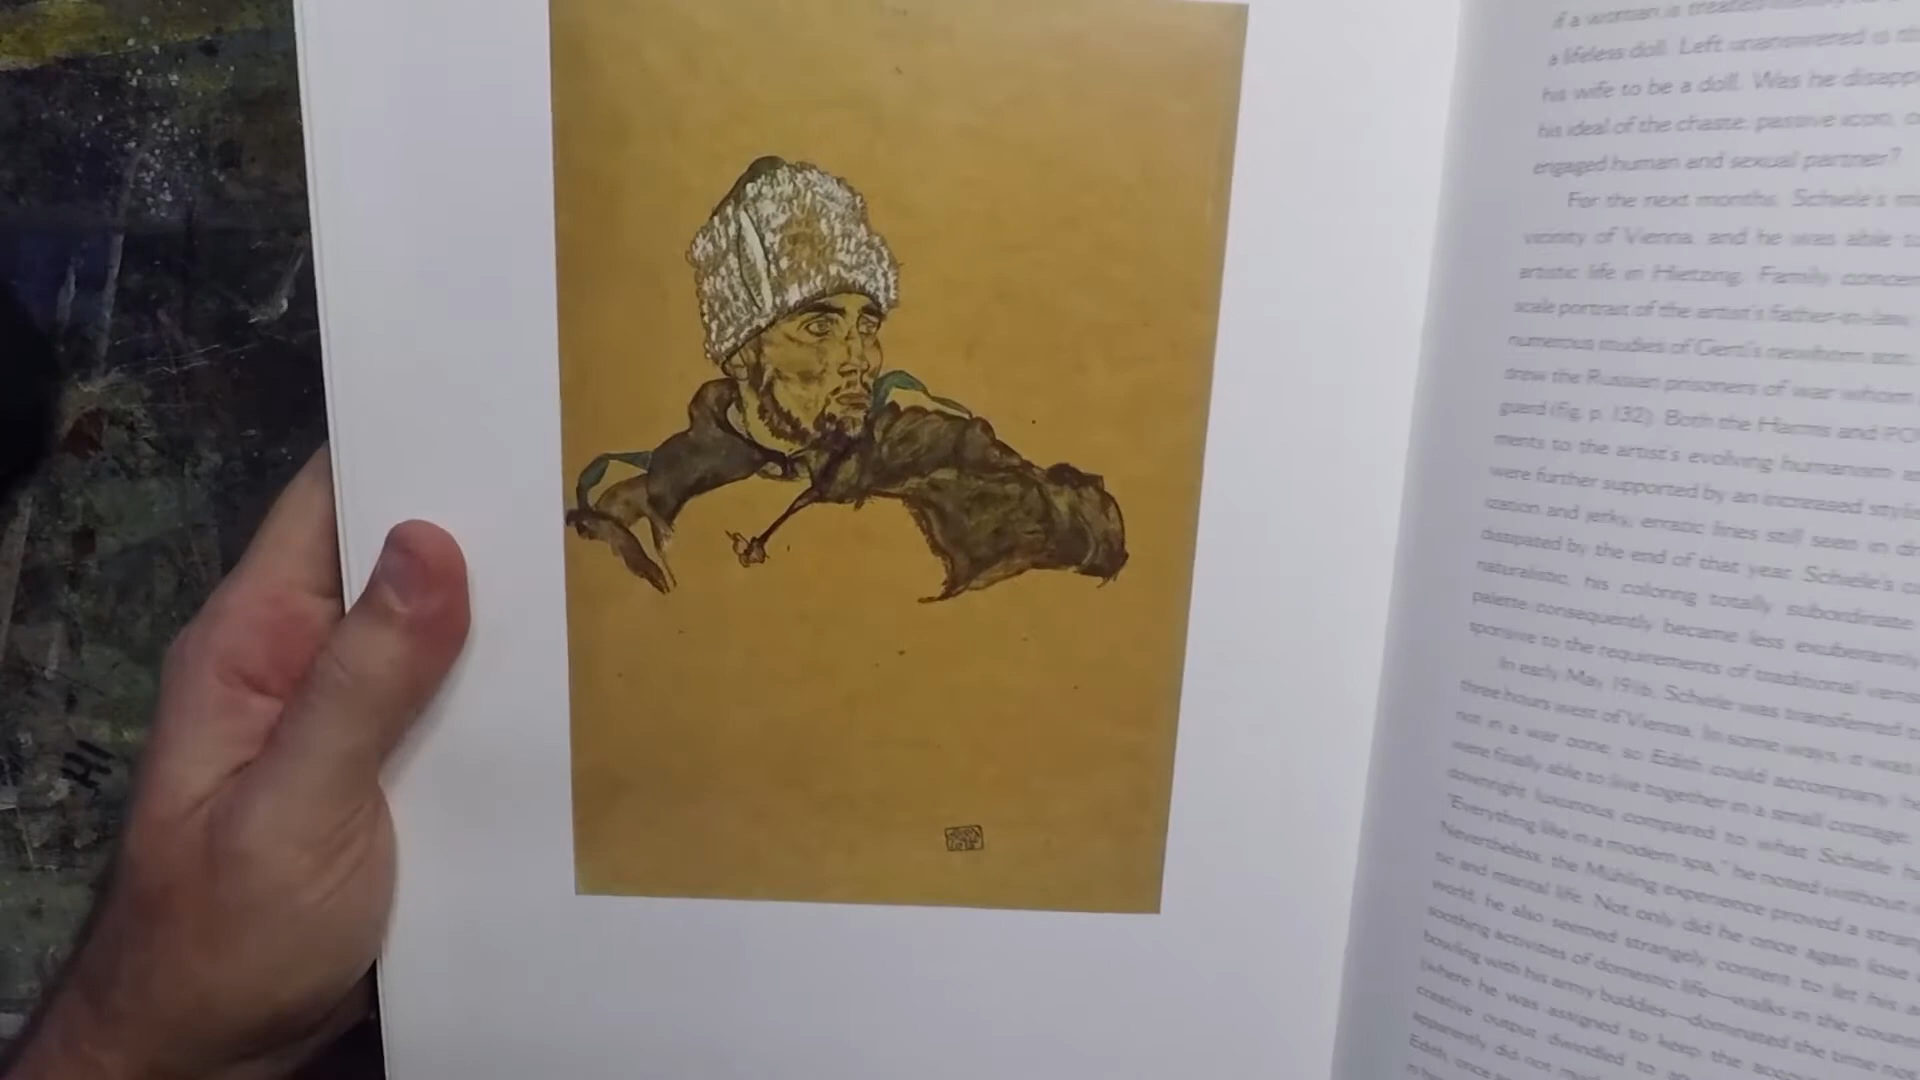 if a woman is treated
a lifeless doll. Left unanswered is
his wife to be a doll. Was he
his ideal of the chaste, passive icon,
engaged human and sexual partner?
For the next months, Schiele's
vicinity of Vienna, and he was able
artistic life in Hietzing. Family
scale portrait of the artist's father-in-law,
numerous studies of Gerti's newborn son.
drew the Russian prisoners of war whom
guard (fig. p. 132). Both the Harms and
ments to the artist's evolving humanism
were further supported by an increased
ization and jerky, erratic lines still seen in
dissipated by the end of that year. Schiele's
naturalistic, his coloring totally subordinate
palette consequently became less exuberantly
sponsive to the requirements of traditional
In early May 1916, Schiele was transferred
three hours west of Vienna. In some ways, it was
not in a war zone, so Edith could accompany
were finally able to live together in a small cottage.
downright luxurious compared to what Schiele
"Everything like in a modern spa," he noted without
Nevertheless, the Mühling experience proved a
tic and marital life. Not only did he once again lose
world, he also seemed strangely content to let his
soothing activities of domestic life—walks in the
bowling with his army buddies—dominated the time
(where he was assigned to keep the
creative output dwindled to
apparently did not
Edith, once
HI